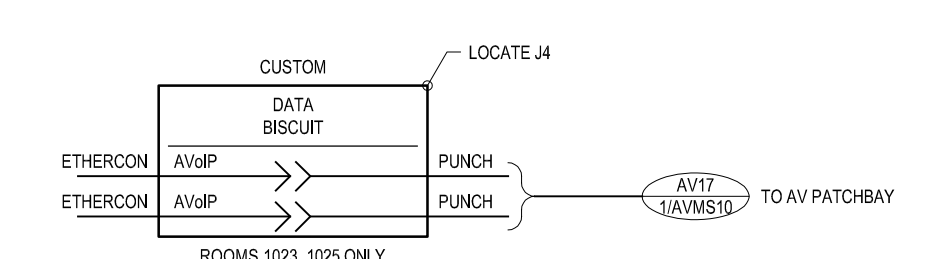 LOCATE J4
CUSTOM
DATA
BISCUIT
ETHERCON AVoIP PUNCH
ETHERCON AVoIP PUNCH
AV17
1/AVMS10
TO AV PATCHBAY
ROOMS 1023, 1025 ONLY